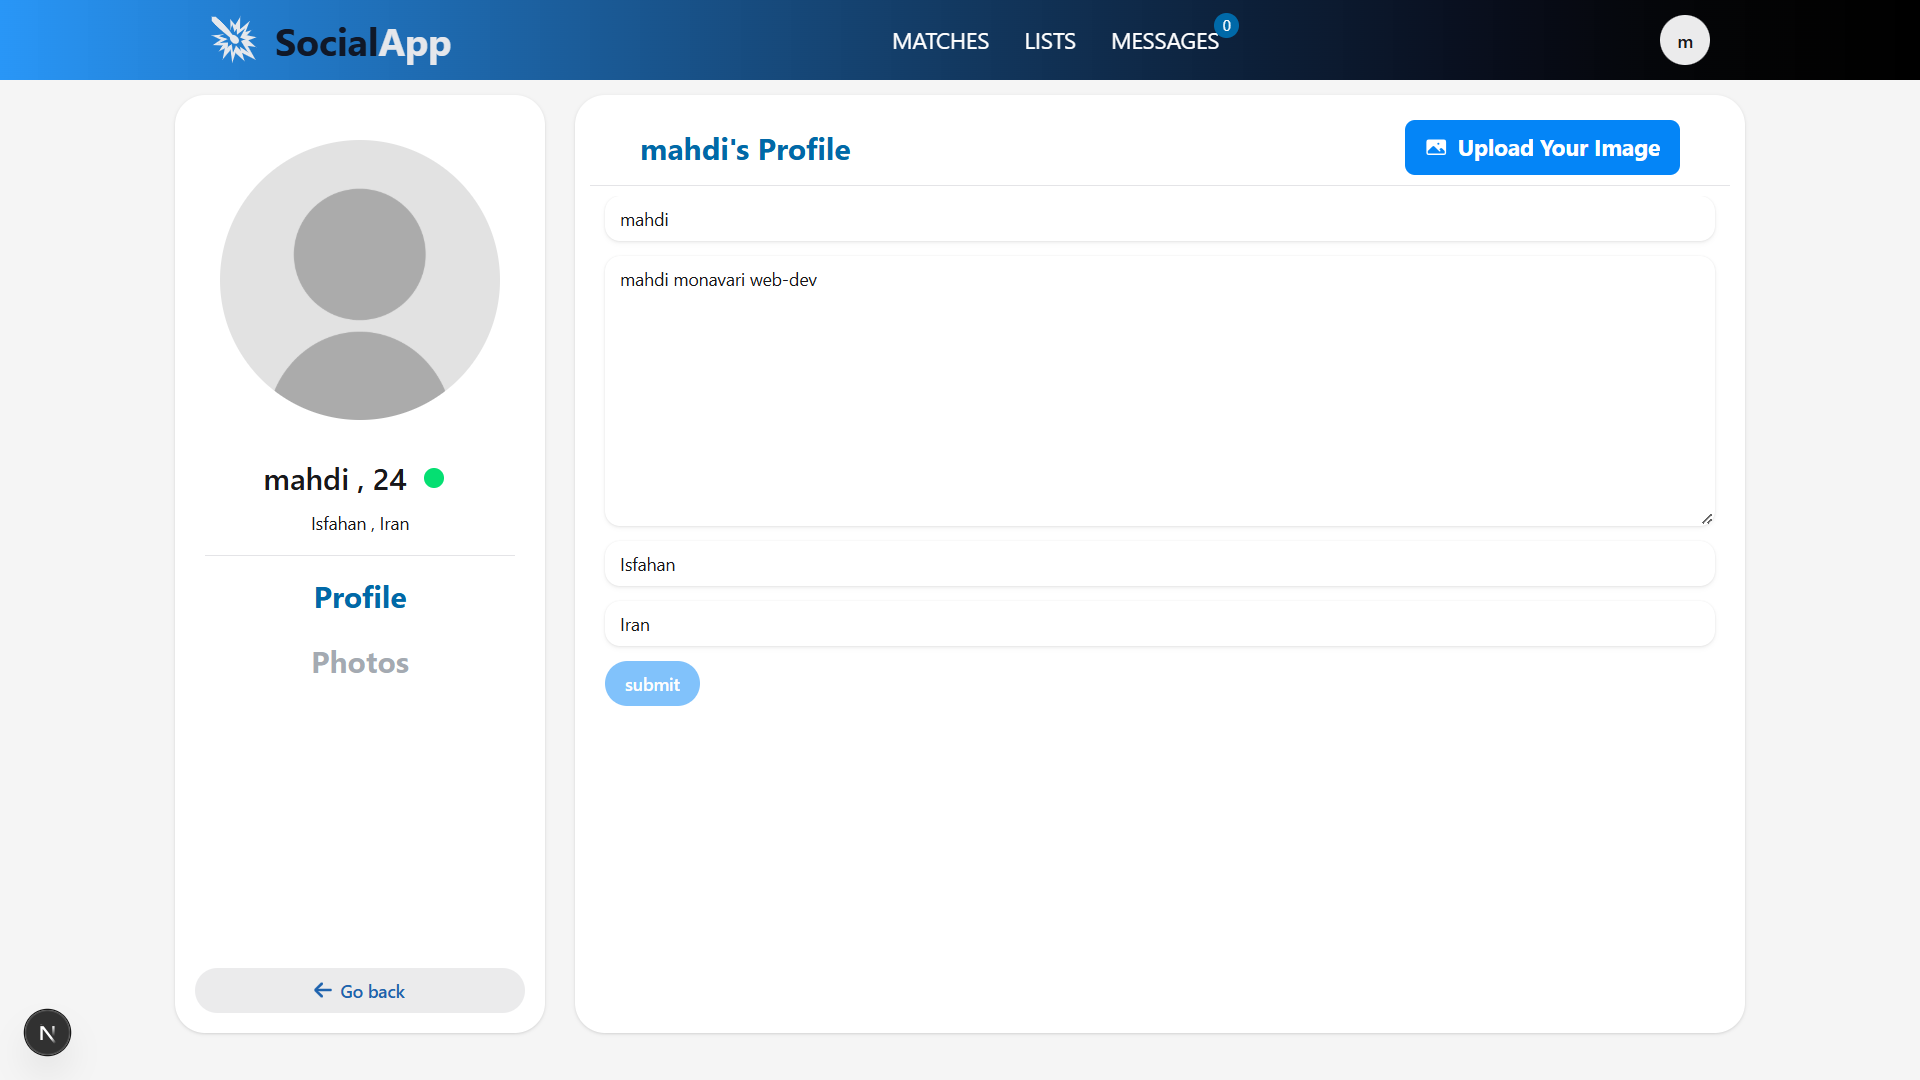 SocialApp
MATCHES
LISTS
MESSAGES
0
m
mahdi , 24
Isfahan , Iran
Profile
Photos
Go back
mahdi's Profile
Upload Your Image
mahdi
mahdi monavari web-dev
Isfahan
Iran
submit
N